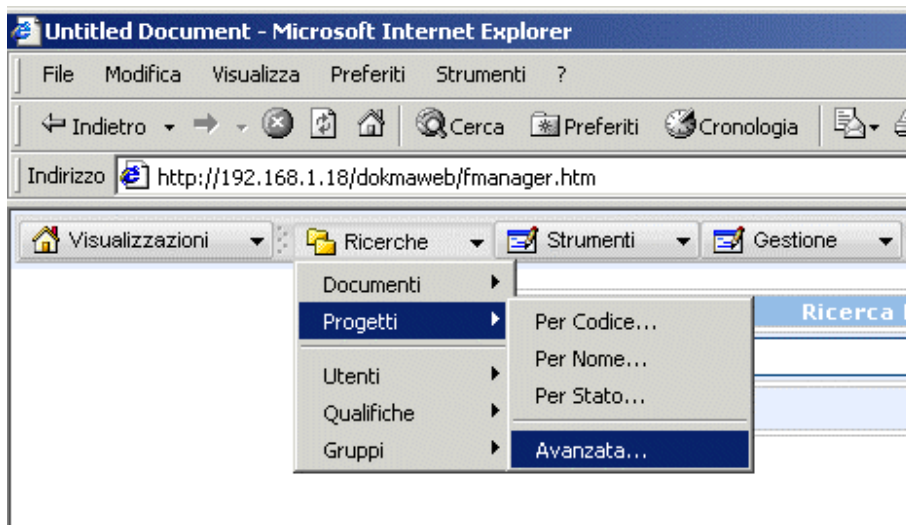 Untitled Document - Microsoft Internet Explorer
File Modifica Visualizza Preferiti Strumenti ?
Indietro Cerca Preferiti Cronologia
Indirizzo http://192.168.1.18/dokmaweb/fmanager.htm
Visualizzazioni Ricerche Strumenti Gestione
Documenti
Progetti Per Codice... Ricerca
Per Nome...
Utenti
Per Stato...
Qualifiche
Gruppi Avanzata...